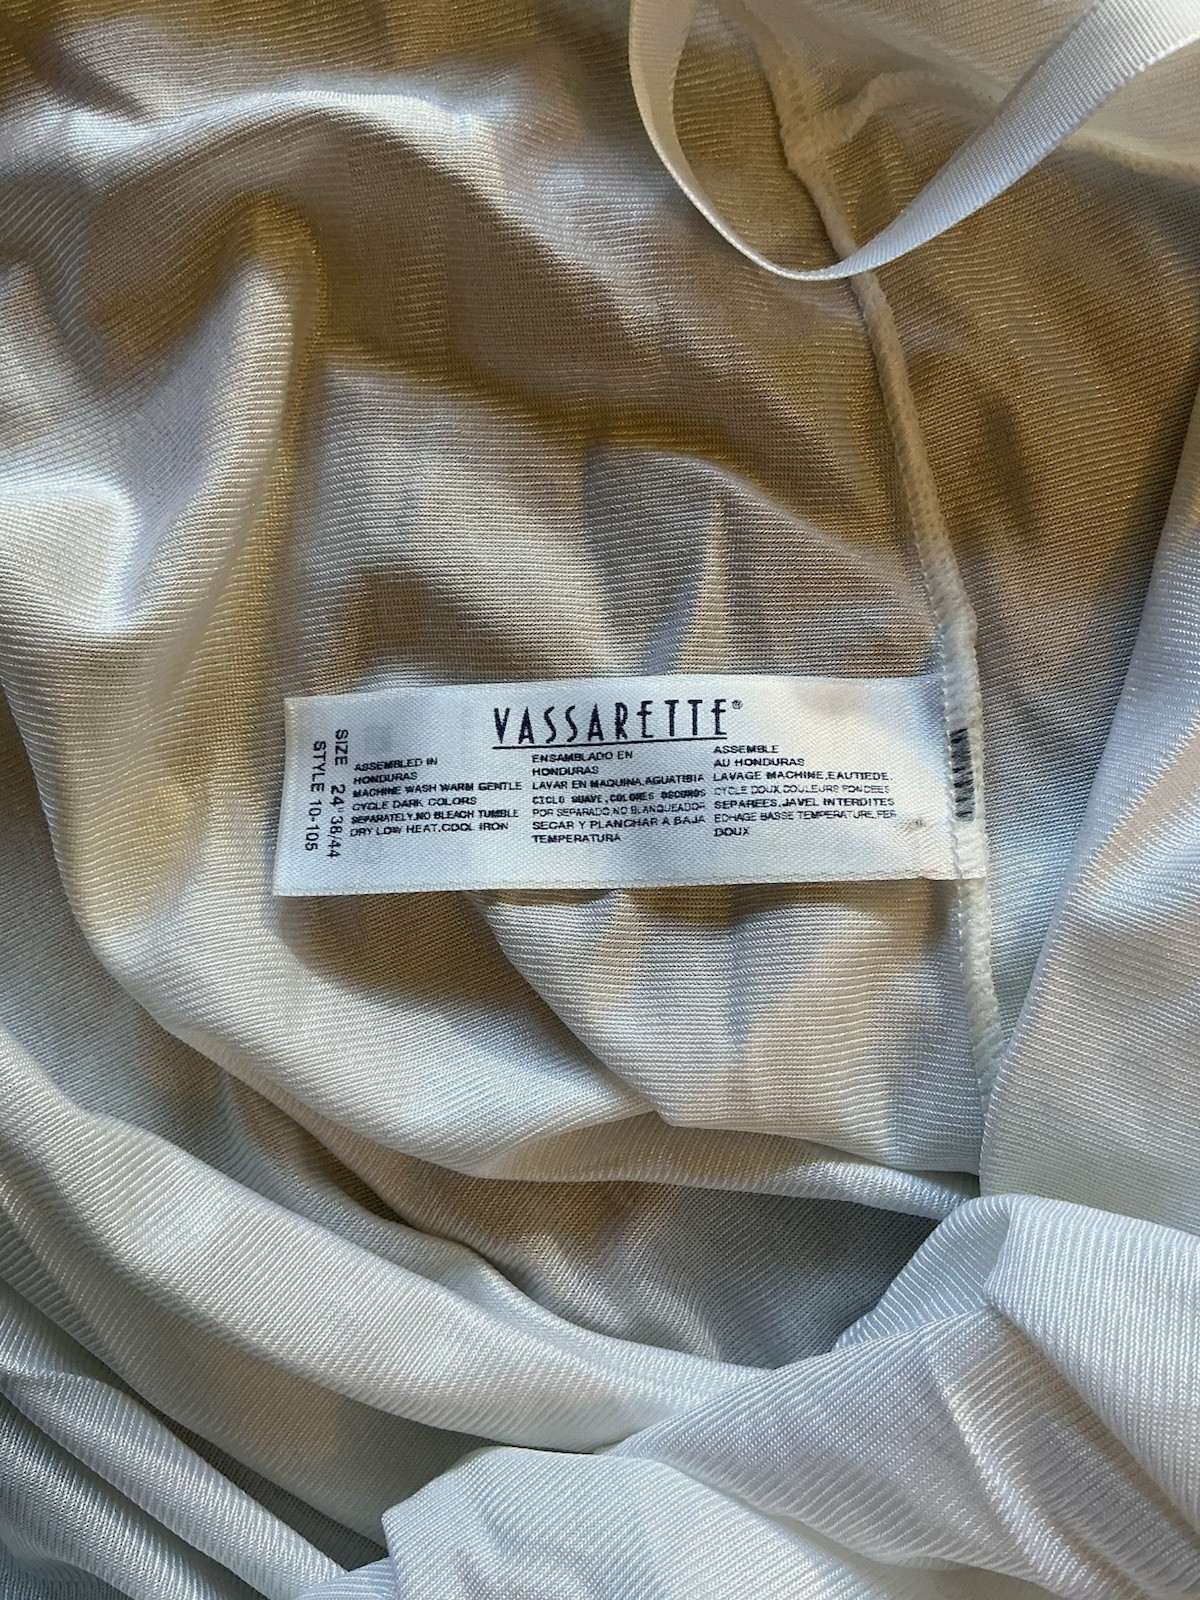 VASSARETTE®
SIZE 24" 38/44
STYLE 10-105
ASSEMBLED IN
HONDURAS
MACHINE WASH WARM GENTLE
CYCLE DARK COLORS
SEPARATELY.NO BLEACH TUMBLE
DRY LOW HEAT.COOL IRON
ENSAMBLADO EN
HONDURAS
LAVAR EN MAQUINA,AGUATIBIA
CICLO SUAVE,COLORES OSCUROS
POR SEPARADO,NO BLANQUEADOR
SECAR Y PLANCHAR A BAJA
TEMPERATURA
ASSEMBLE
AU HONDURAS
LAVAGE MACHINE,EAUTIEDE,
CYCLE DOUX,COULEURS FONCEES
SEPAREES,JAVEL INTERDITES
EDHAGE BASSE TEMPERATURE,FER
DOUX